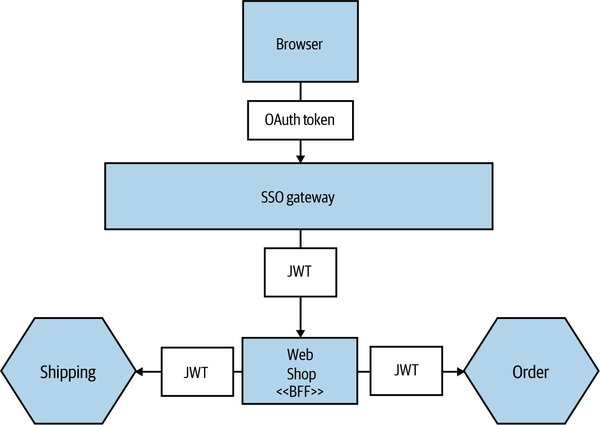 Browser
OAuth token
SSO gateway
JWT
Shipping
JWT
Web
Shop
<<BFF>>
JWT
Order